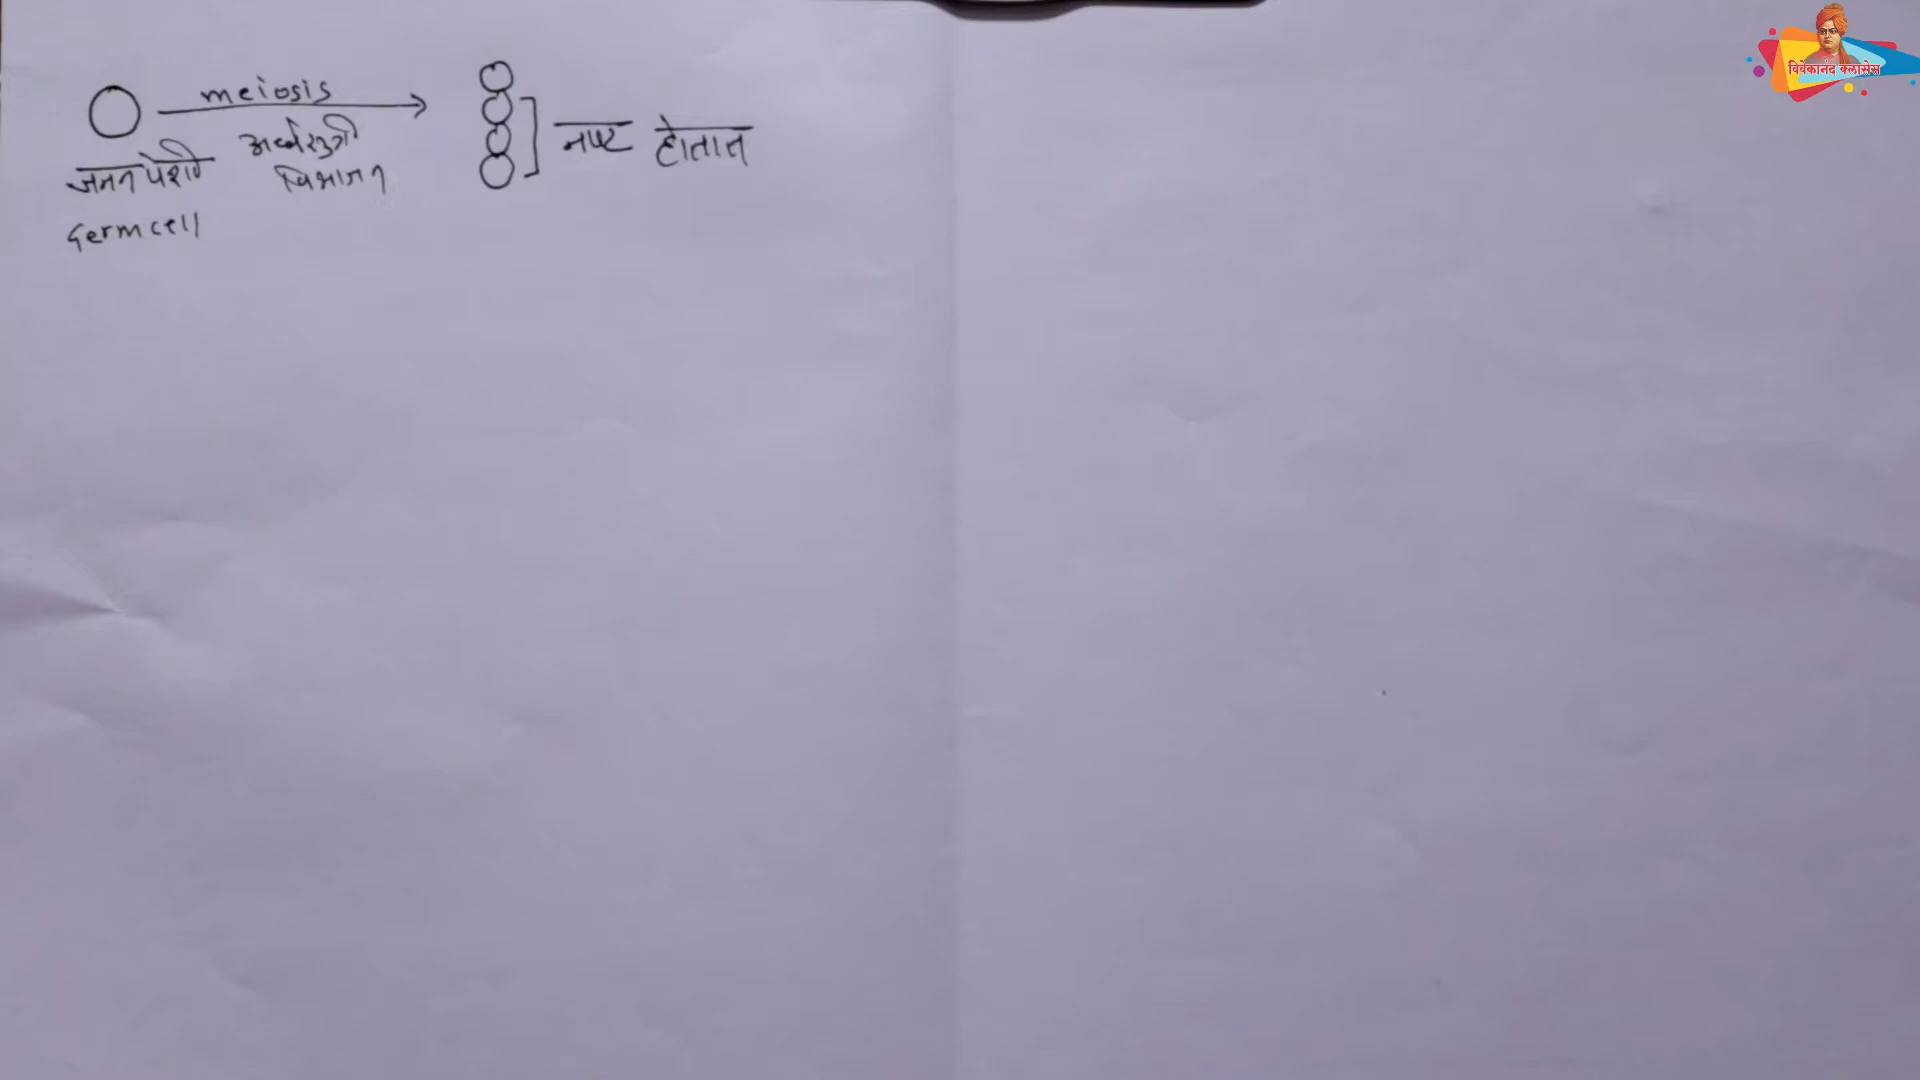 meiosis
अर्धसुत्री
विभाजन
जनन पेशी
Germ cell
नष्ट होतात
विवेकानंद क्लासेस